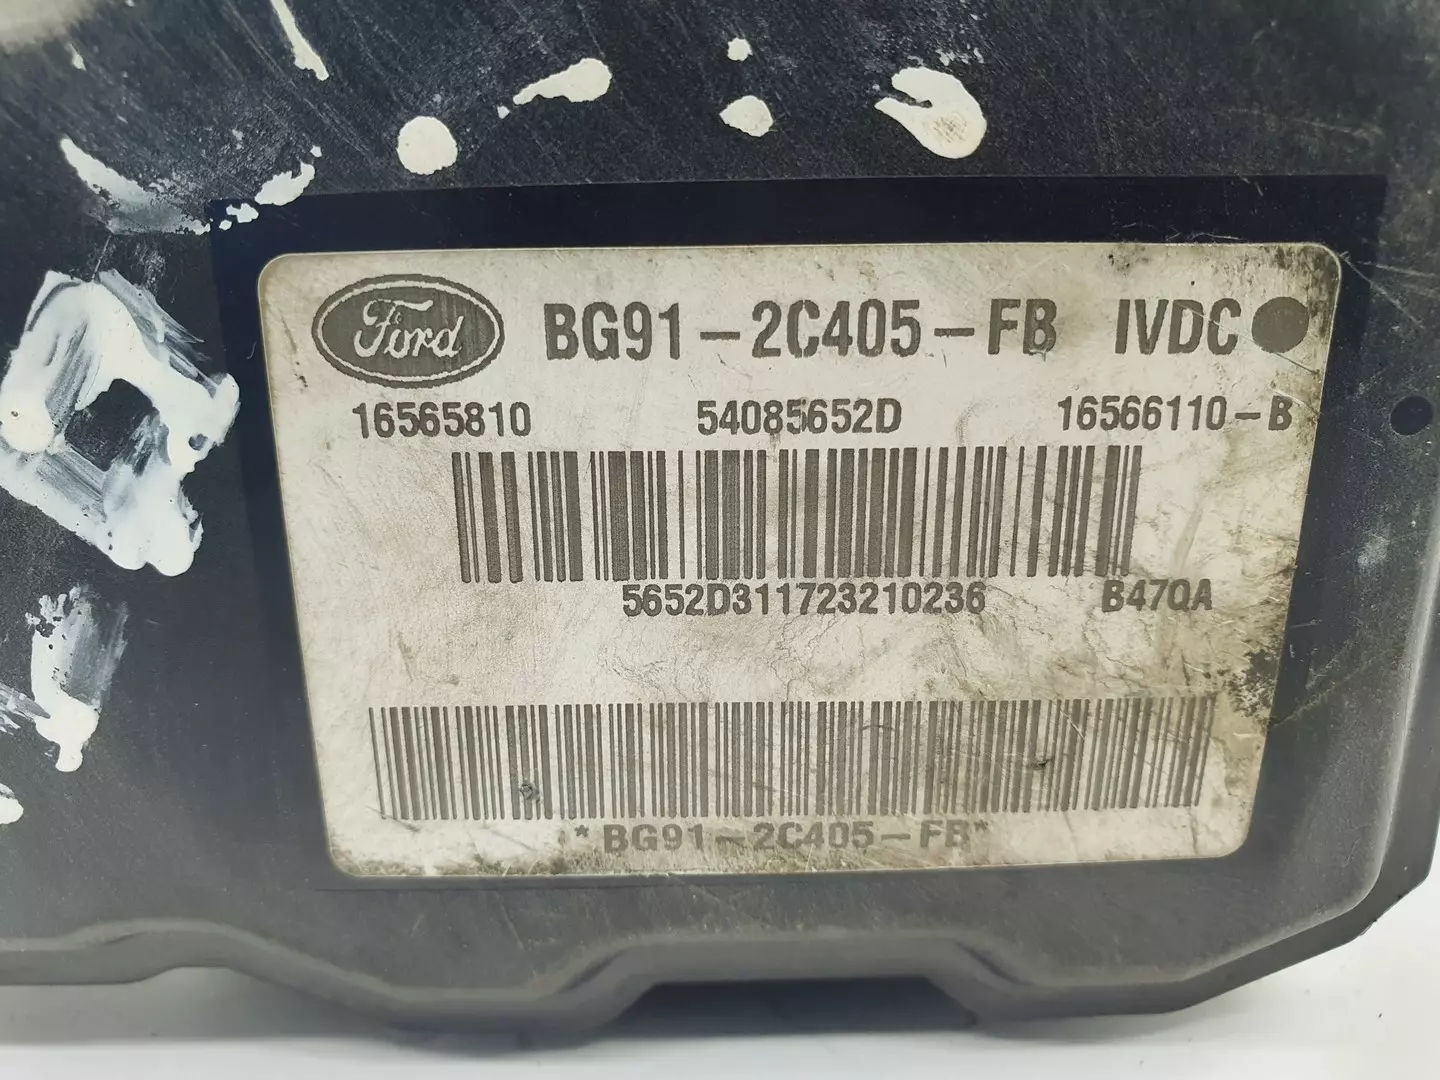 Ford BG91-2C405-FB IVDC
16565810 54085652D 16566110-B
5652D311723210236 B47QA
*BG91-2C405-FB*